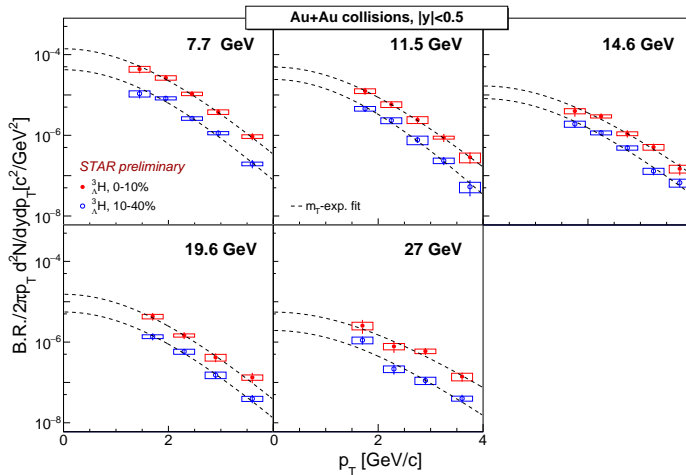 Au+Au collisions, |y|<0.5
7.7 GeV
11.5 GeV
14.6 GeV
10⁻⁴
10⁻⁶
10⁻⁸
STAR preliminary
³ΛH, 0-10%
³ΛH, 10-40%
m_T-exp. fit
B.R./2πp_T d²N/dydp_T[c²/GeV²]
19.6 GeV
27 GeV
10⁻⁴
10⁻⁶
10⁻⁸
0 2 0 2 4
p_T [GeV/c]